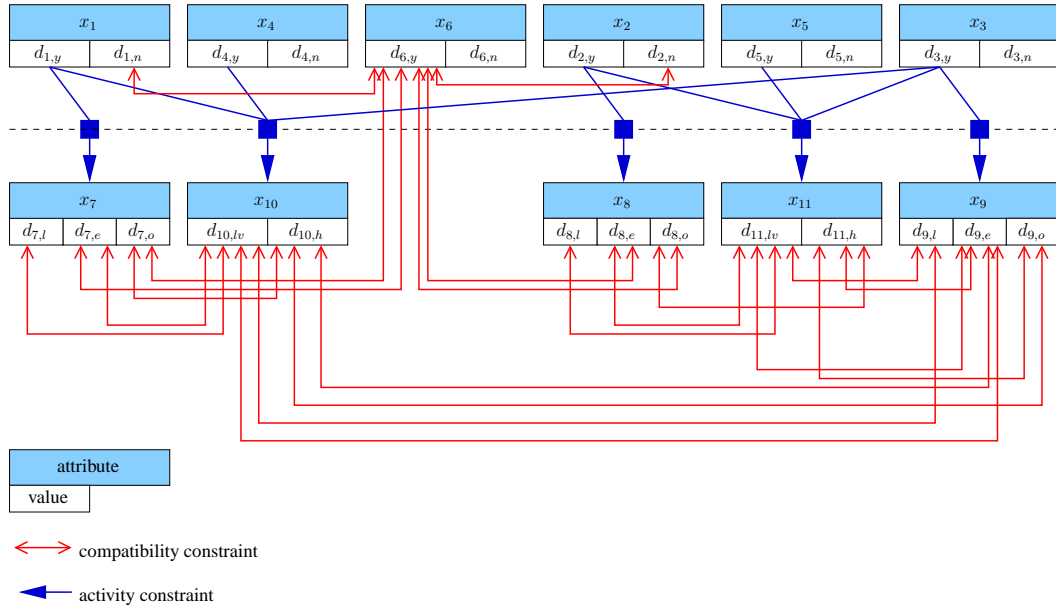 x₁ x₄ x₆ x₂ x₅ x₃
d₁,y d₁,n d₄,y d₄,n d₆,y d₆,n d₂,y d₂,n d₅,y d₅,n d₃,y d₃,n
x₇ x₁₀ x₈ x₁₁ x₉
d₇,l d₇,e d₇,o d₁₀,lv d₁₀,h d₈,l d₈,e d₈,o d₁₁,lv d₁₁,h d₉,l d₉,e d₉,o
attribute
value
compatibility constraint
activity constraint